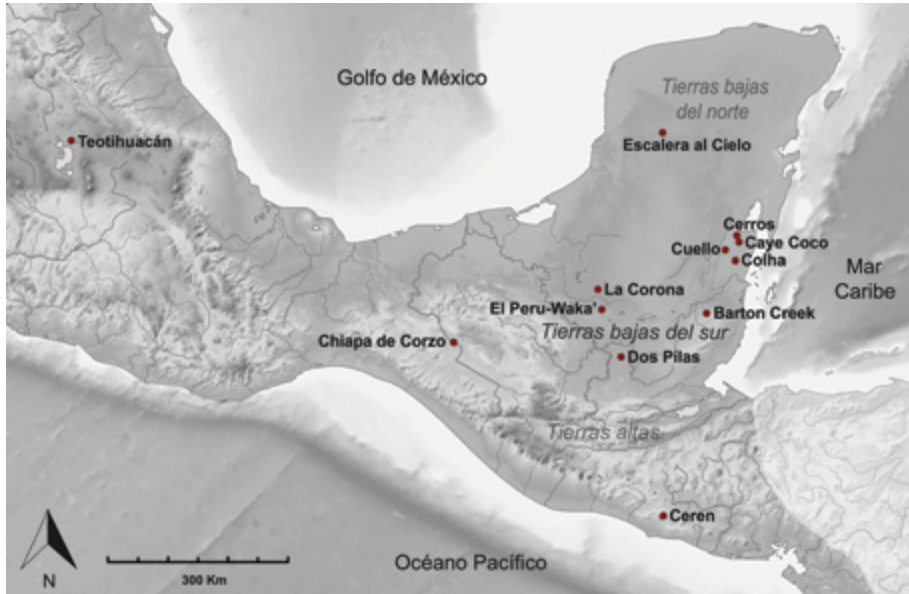 Golfo de México
Tierras bajas
del norte
Teotihuacán
Escalera al Cielo
Cerros
Caye Coco
Cuello
Colha
Mar
Caribe
La Corona
El Peru-Waka'
Barton Creek
Tierras bajas del sur
Chiapa de Corzo
Dos Pilas
Tierras altas
Ceren
Océano Pacífico
N
300 Km